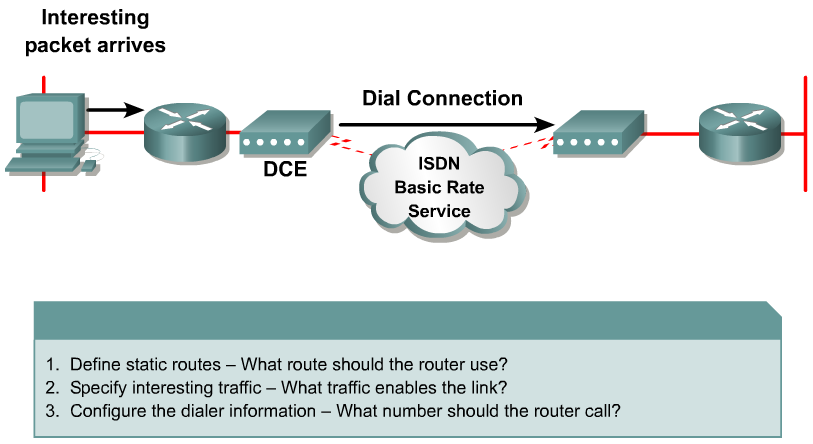 Interesting
packet arrives
Dial Connection
DCE
ISDN
Basic Rate
Service
1. Define static routes – What route should the router use?
2. Specify interesting traffic – What traffic enables the link?
3. Configure the dialer information – What number should the router call?